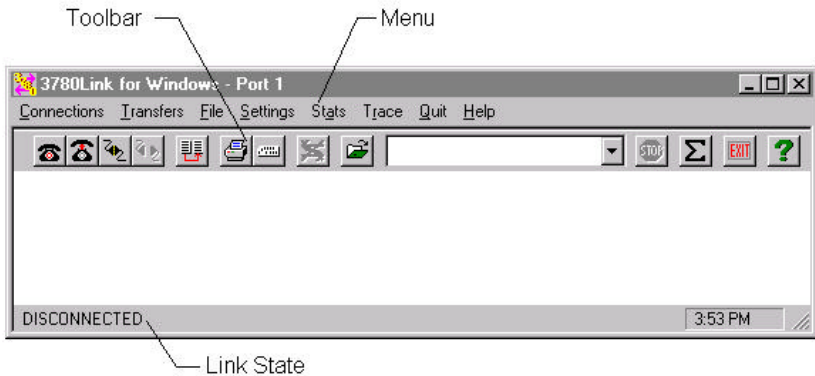 Toolbar Menu
3780Link for Windows - Port 1
Connections Transfers File Settings Stats Trace Quit Help
STOP Σ EXIT ?
DISCONNECTED 3:53 PM
Link State